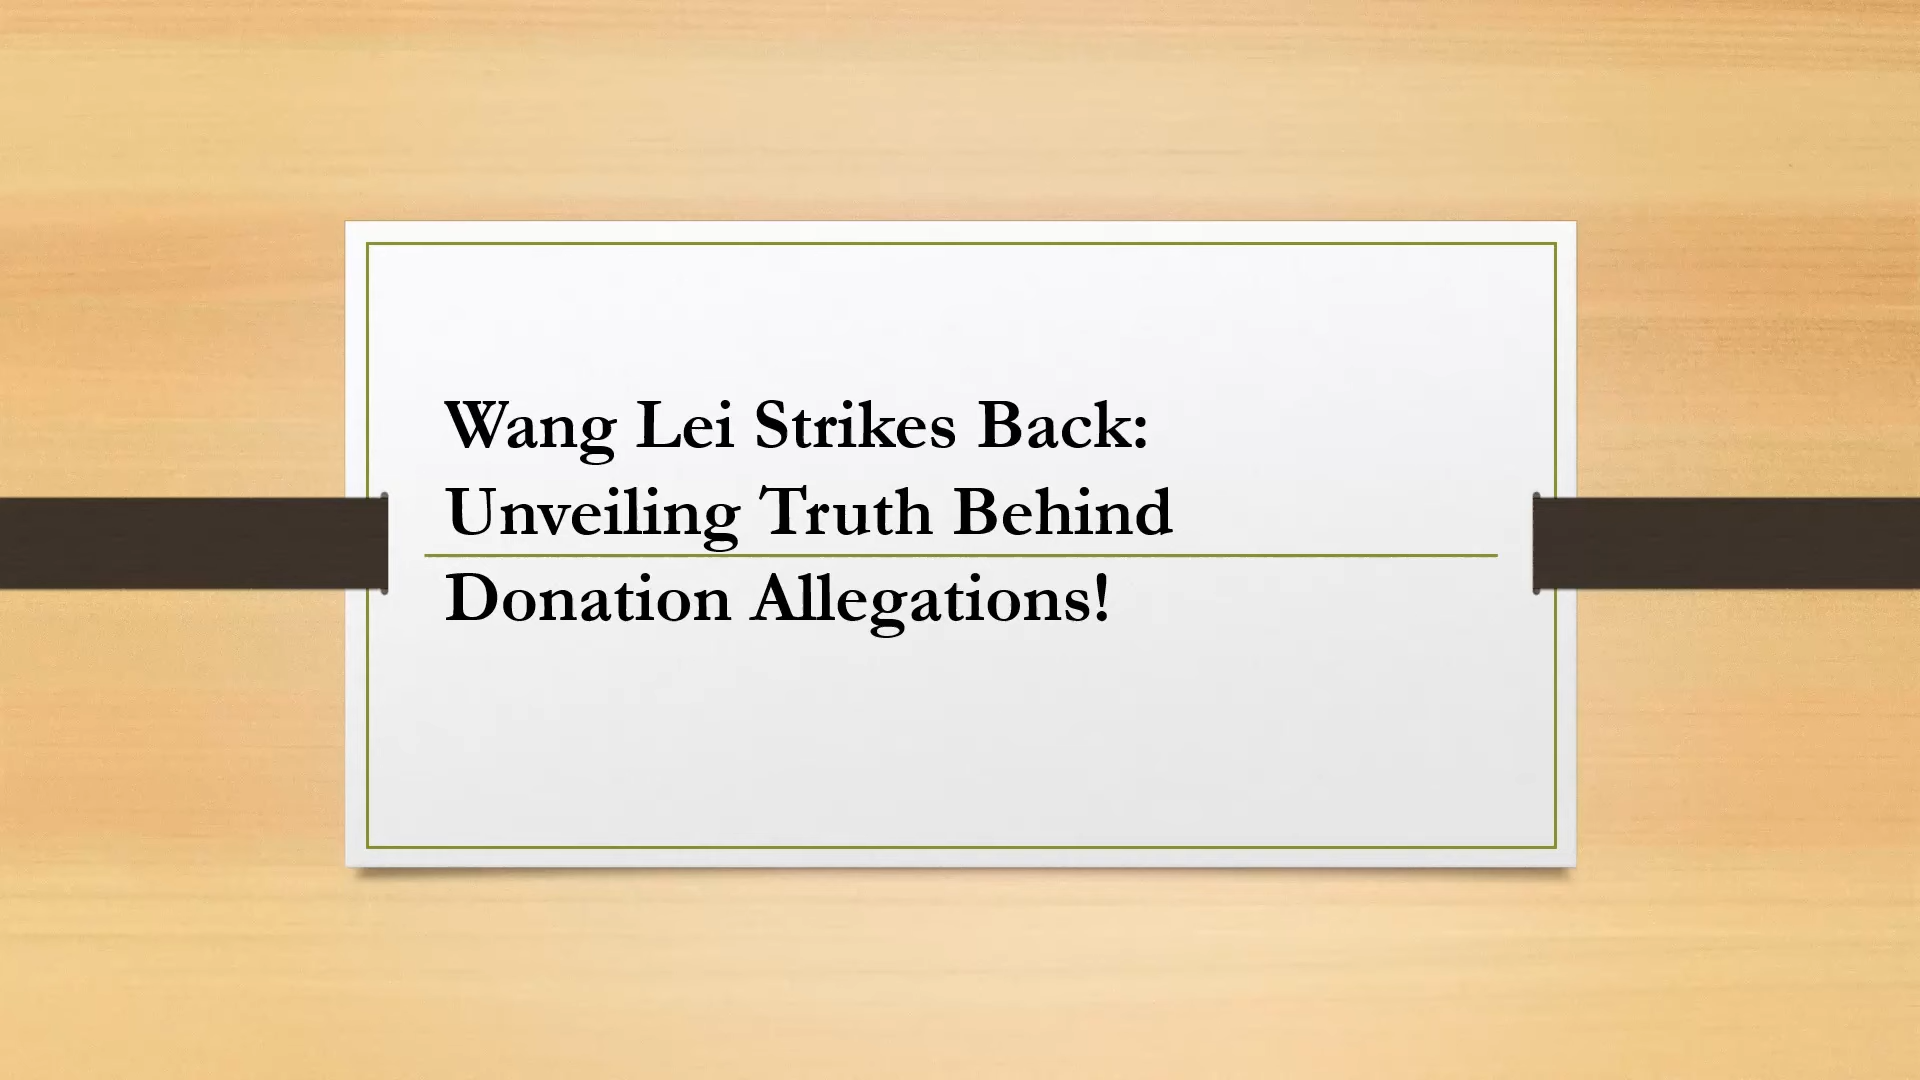 Wang Lei Strikes Back:
Unveiling Truth Behind
Donation Allegations!